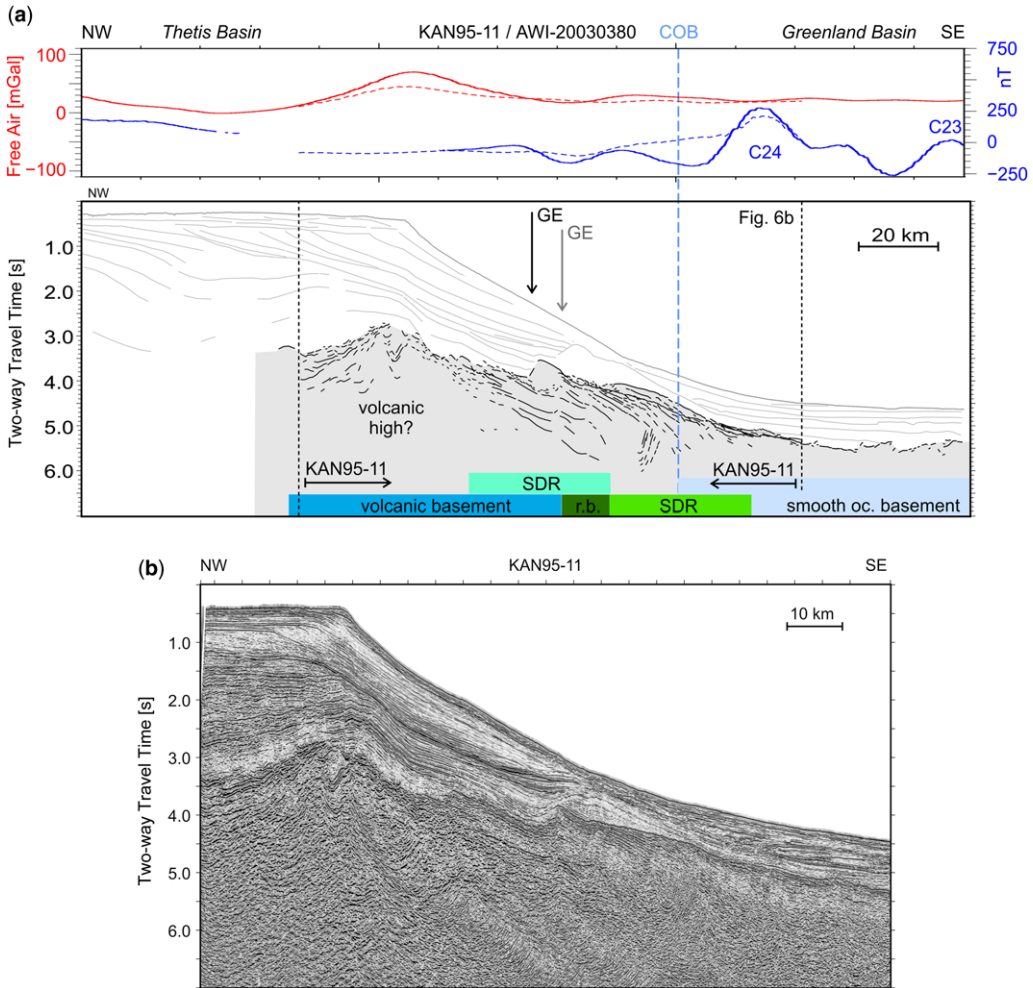 (a)
NW Thetis Basin KAN95-11 / AWI-20030380 COB Greenland Basin SE
100 750
nT
Free Air [mGal]
500
0 250
C23
0
C24
−100 −250
NW
GE Fig. 6b
GE
1.0 20 km
2.0
Two-way Travel Time [s]
3.0
4.0
volcanic
high?
5.0
6.0 KAN95-11 KAN95-11
SDR
volcanic basement r.b. SDR smooth oc. basement
(b)
NW KAN95-11 SE
10 km
1.0
2.0
Two-way Travel Time [s]
3.0
4.0
5.0
6.0